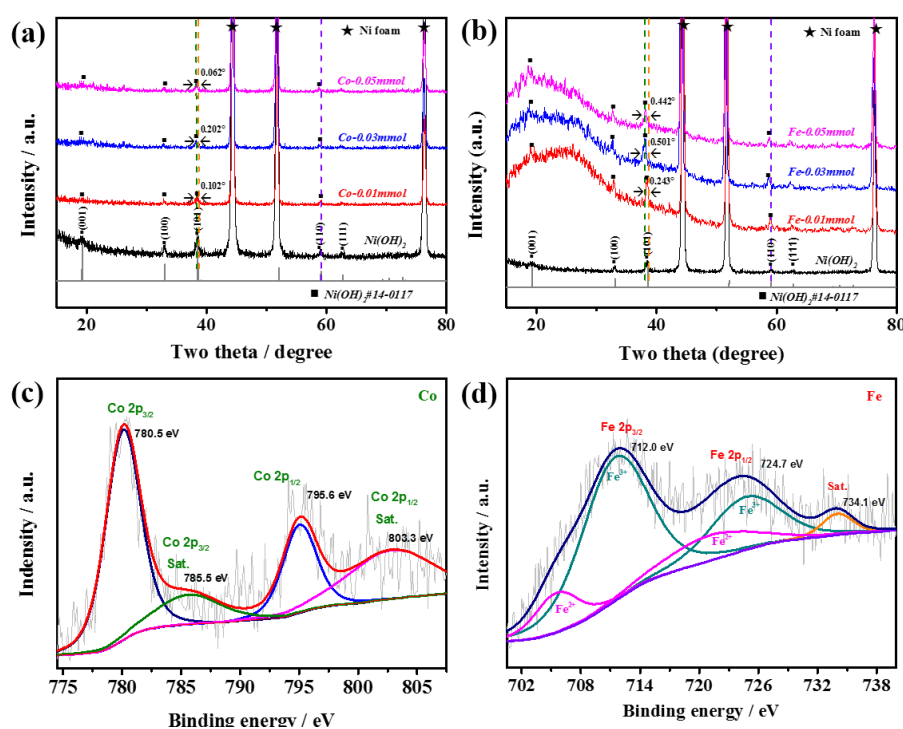 (a)
★ Ni foam
0.062°
Co-0.05mmol
0.202°
Co-0.03mmol
0.102°
Co-0.01mmol
(001)
(100)
(101)
(110)
(111)
Ni(OH)₂
■ Ni(OH)₂#14-0117
20 40 60 80
Two theta / degree
Intensity / a.u.
(b)
★ Ni foam
0.442°
Fe-0.05mmol
0.501°
Fe-0.03mmol
0.243°
Fe-0.01mmol
(001)
(100)
(101)
(110)
(111)
Ni(OH)₂
■ Ni(OH)₂#14-0117
20 40 60 80
Two theta (degree)
Intensity (a.u.)
(c)
Co
Co 2p3/2
780.5 eV
Co 2p3/2
Sat.
785.5 eV
Co 2p1/2
795.6 eV
Co 2p1/2
Sat.
803.3 eV
775 780 785 790 795 800 805
Binding energy / eV
Indensity / a.u.
(d)
Fe
Fe 2p3/2
712.0 eV
Fe³⁺
Fe 2p1/2
724.7 eV
Fe³⁺
Sat.
734.1 eV
Fe²⁺
Fe²⁺
702 708 714 720 726 732 738
Binding energy / eV
Intensity / a.u.